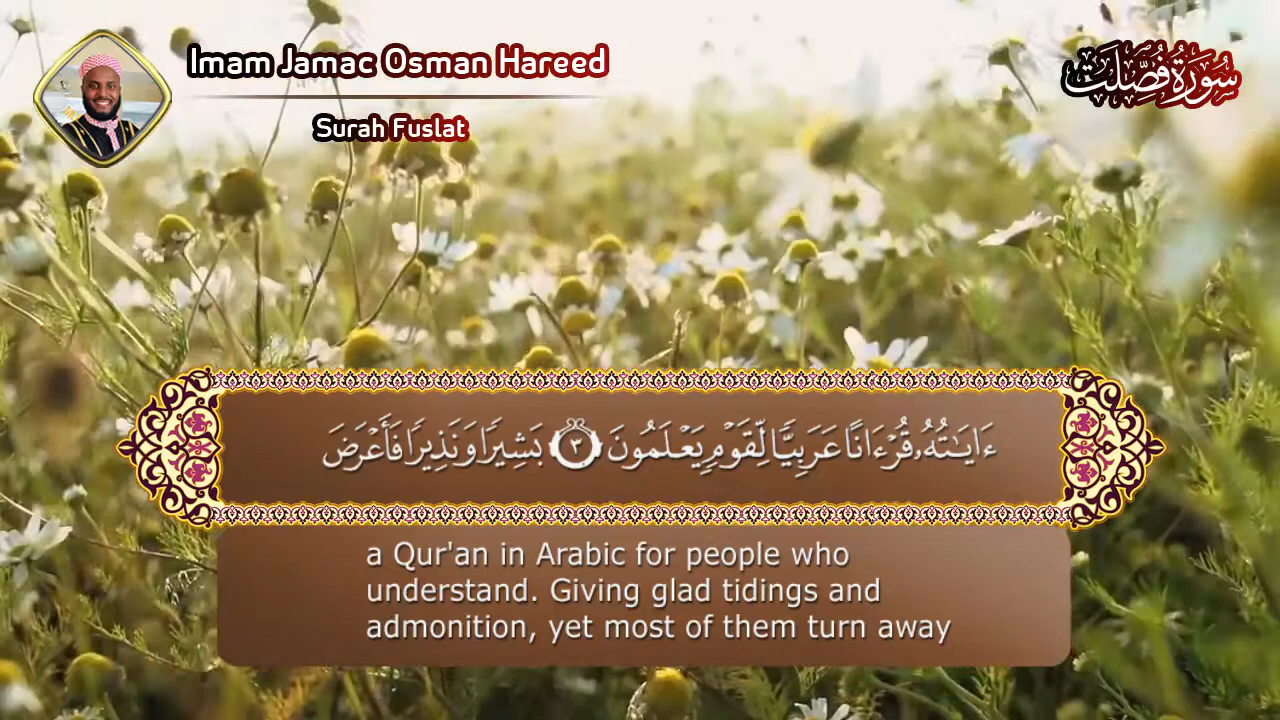 Imam Jamac Osman Hareed
Surah Fuslat
سُورَةُ فُصِّلَتْ
ءَايَـٰتُهُۥ قُرْءَانًا عَرَبِيًّا لِّقَوْمٍ يَعْلَمُونَ ٣ بَشِيرًا وَنَذِيرًا فَأَعْرَضَ
a Qur'an in Arabic for people who
understand. Giving glad tidings and
admonition, yet most of them turn away